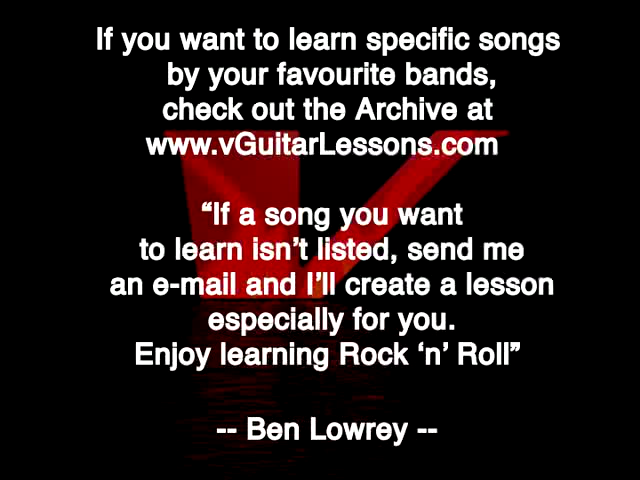 If you want to learn specific songs
by your favourite bands,
check out the Archive at
www.vGuitarLessons.com
“If a song you want
to learn isn’t listed, send me
an e-mail and I’ll create a lesson
especially for you.
Enjoy learning Rock ‘n’ Roll”
-- Ben Lowrey --